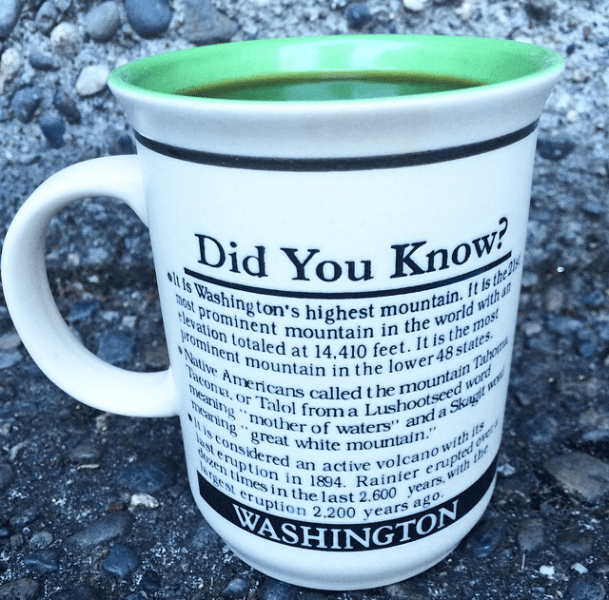 Did You Know?
•It Is Washington's highest mountain. It is the 21st
most prominent mountain in the world with an
elevation totaled at 14,410 feet. It is the most
prominent mountain in the lower 48 states.
•Native Americans called the mountain Tahoma,
Tacoma, or Talol from a Lushootseed word
meaning "mother of waters" and a Skagit word
meaning "great white mountain."
•It is considered an active volcano with its
last eruption in 1894. Rainier erupted over a
dozen times in the last 2.600 years, with the
largest eruption 2.200 years ago.
WASHINGTON